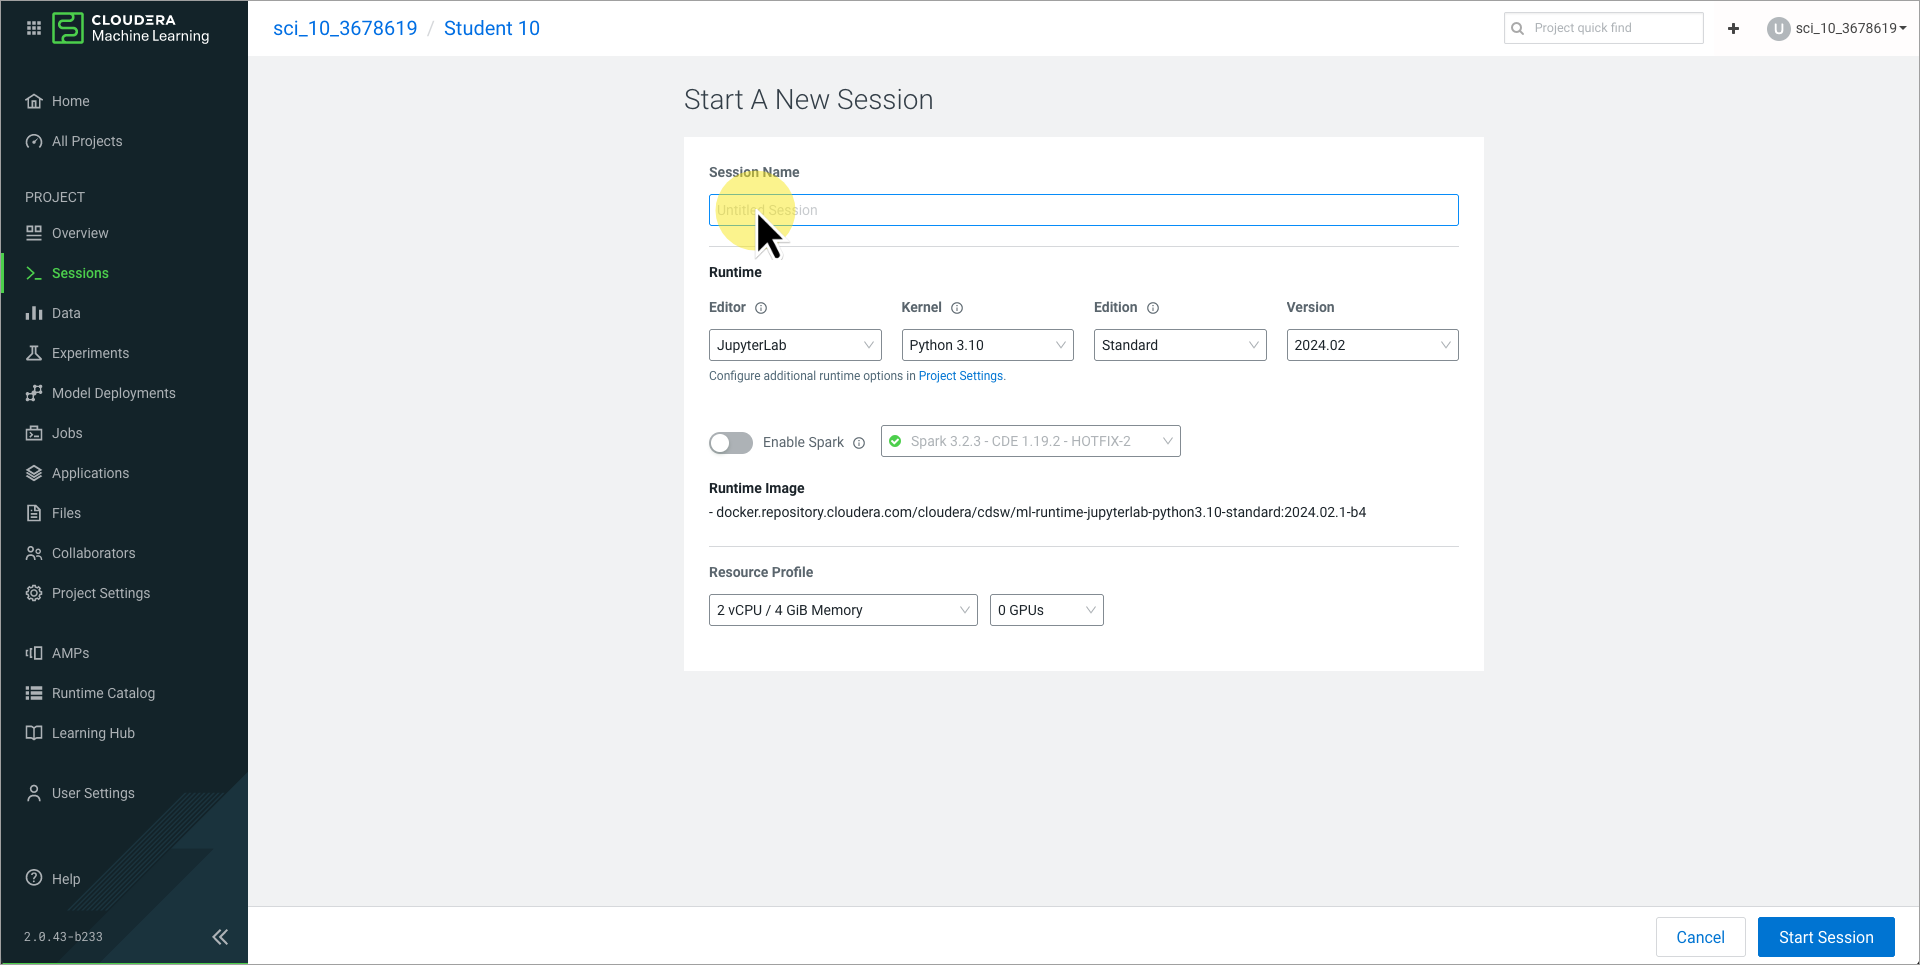 CLOUDERA
Machine Learning
sci_10_3678619 / Student 10
Project quick find
+
U
sci_10_3678619
Home
All Projects
PROJECT
Overview
Sessions
Data
Experiments
Model Deployments
Jobs
Applications
Files
Collaborators
Project Settings
AMPs
Runtime Catalog
Learning Hub
User Settings
Help
2.0.43-b233
Start A New Session
Session Name
Untitled Session
Runtime
Editor Kernel Edition Version
JupyterLab Python 3.10 Standard 2024.02
Configure additional runtime options in Project Settings.
Enable Spark Spark 3.2.3 - CDE 1.19.2 - HOTFIX-2
Runtime Image
- docker.repository.cloudera.com/cloudera/cdsw/ml-runtime-jupyterlab-python3.10-standard:2024.02.1-b4
Resource Profile
2 vCPU / 4 GiB Memory 0 GPUs
Cancel Start Session